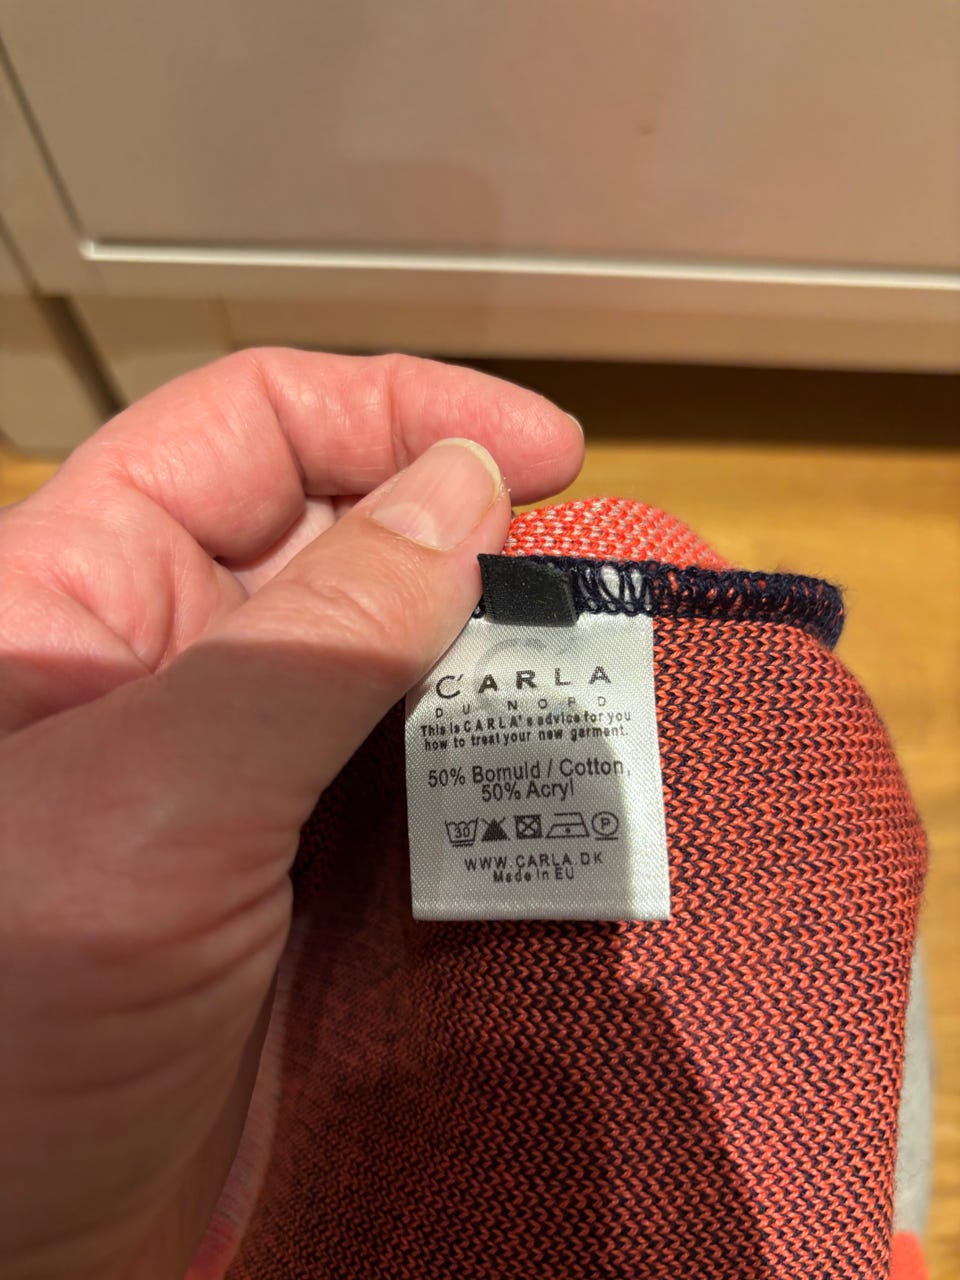 C'ARLA
DU NORD
This is CARLA's advice for you
how to treat your new garment.
50% Bomuld / Cotton,
50% Acryl
30 P
WWW.CARLA.DK
Made in EU